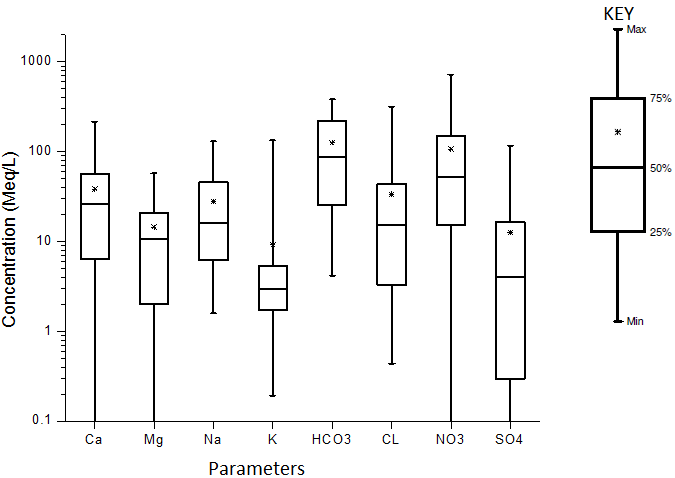 KEY
Max
75%
50%
25%
Min
Concentration (Meq/L)
1000
100
10
1
0.1
Ca Mg Na K HCO3 CL NO3 SO4
Parameters